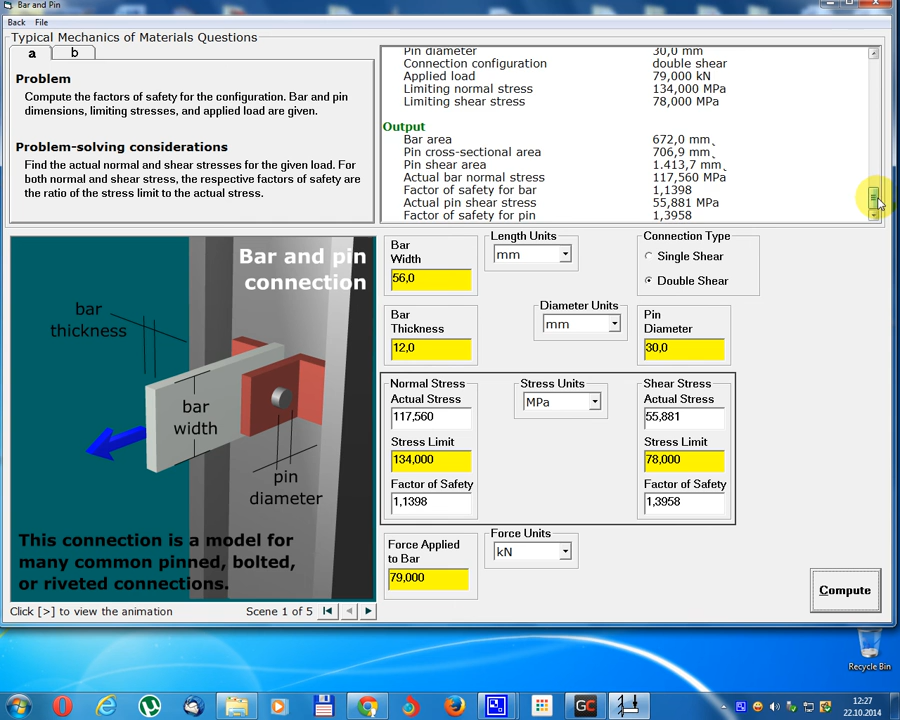 Bar and Pin
Back File
Typical Mechanics of Materials Questions
a b
Problem
Compute the factors of safety for the configuration. Bar and pin
dimensions, limiting stresses, and applied load are given.
Problem-solving considerations
Find the actual normal and shear stresses for the given load. For
both normal and shear stress, the respective factors of safety are
the ratio of the stress limit to the actual stress.
Pin diameter 30,0 mm
Connection configuration double shear
Applied load 79,000 kN
Limiting normal stress 134,000 MPa
Limiting shear stress 78,000 MPa
Output
Bar area 672,0 mm˛
Pin cross-sectional area 706,9 mm˛
Pin shear area 1.413,7 mm˛
Actual bar normal stress 117,560 MPa
Factor of safety for bar 1,1398
Actual pin shear stress 55,881 MPa
Factor of safety for pin 1,3958
Bar and pin
connection
bar
thickness
bar
width
pin
diameter
This connection is a model for
many common pinned, bolted,
or riveted connections.
Click [>] to view the animation Scene 1 of 5
Bar
Width
56,0
Length Units
mm
Connection Type
Single Shear
Double Shear
Bar
Thickness
12,0
Diameter Units
mm
Pin
Diameter
30,0
Normal Stress
Actual Stress
117,560
Stress Limit
134,000
Factor of Safety
1,1398
Stress Units
MPa
Shear Stress
Actual Stress
55,881
Stress Limit
78,000
Factor of Safety
1,3958
Force Applied
to Bar
79,000
Force Units
kN
Compute
Recycle Bin
GC
12:27
22.10.2014